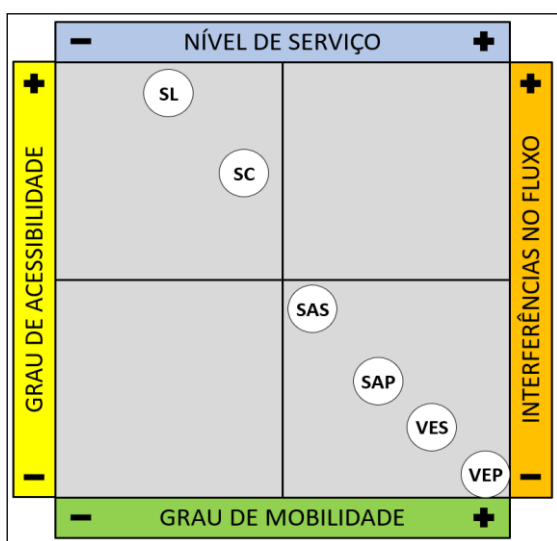 − NÍVEL DE SERVIÇO +
+ GRAU DE ACESSIBILIDADE −
+ INTERFERÊNCIAS NO FLUXO −
SL
SC
SAS
SAP
VES
VEP
− GRAU DE MOBILIDADE +